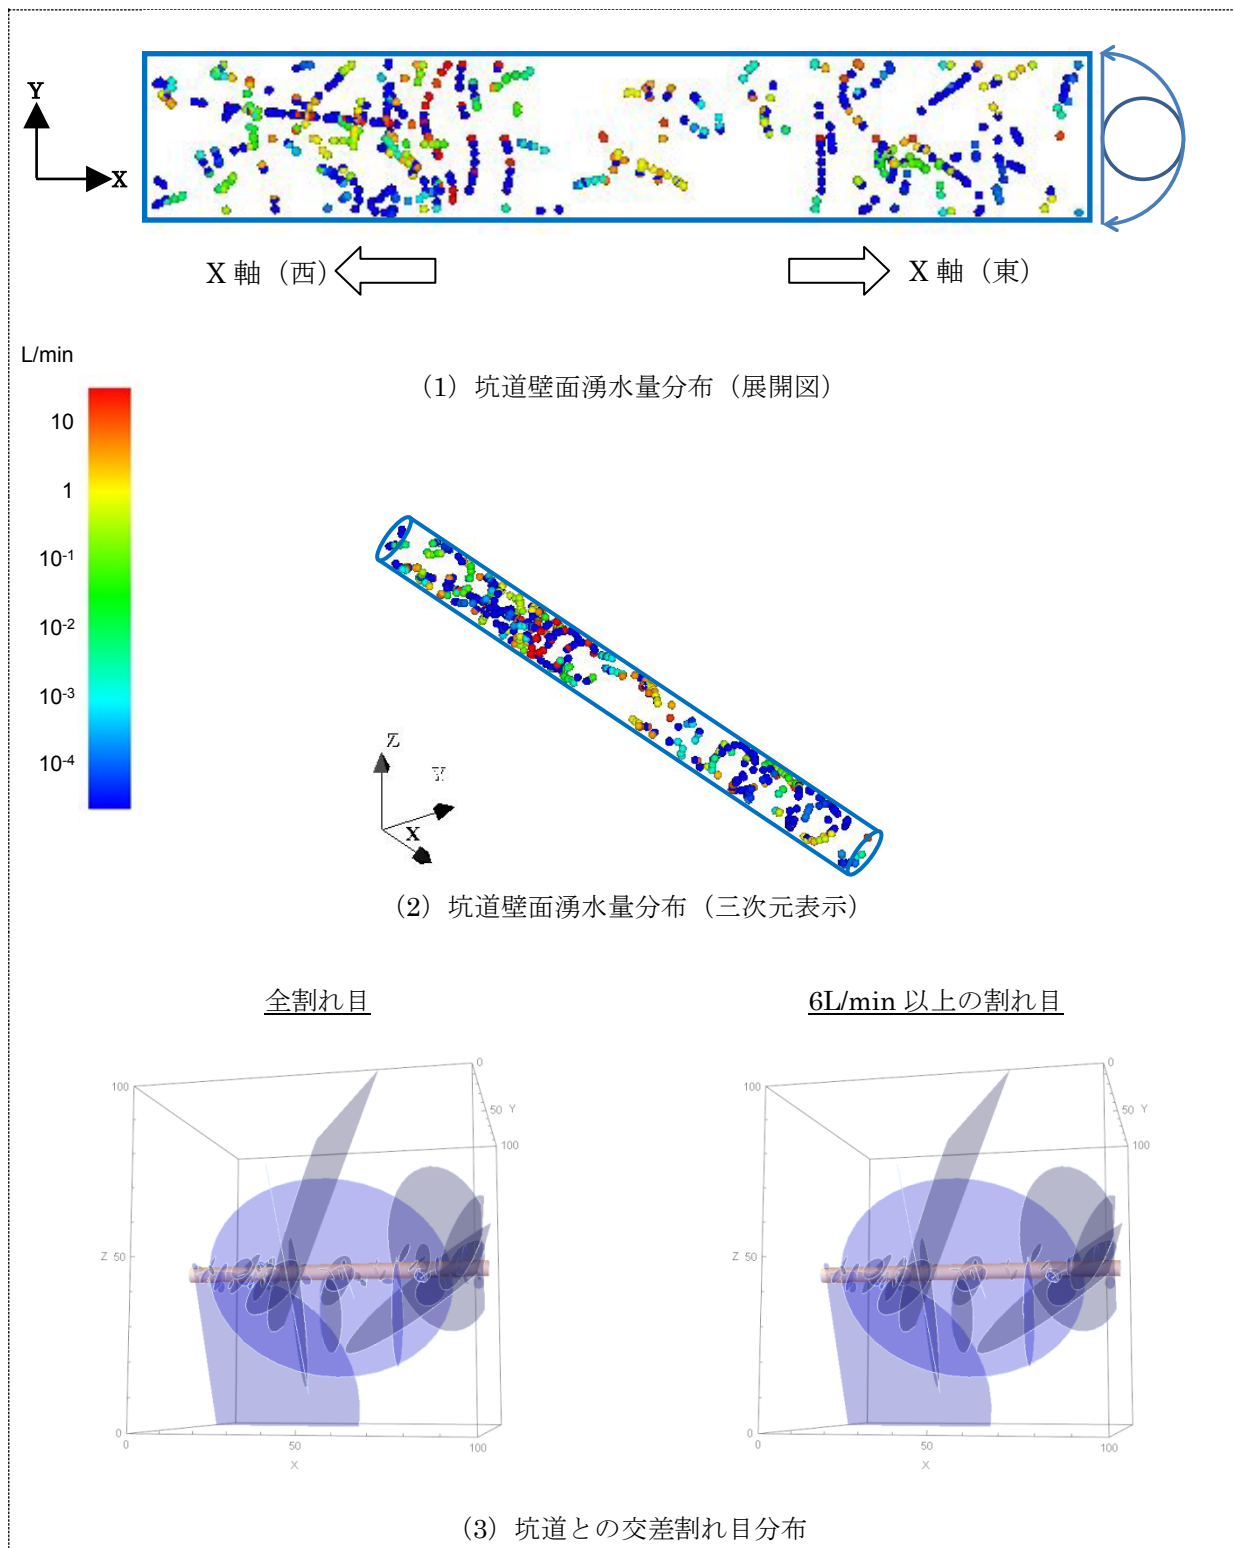 Y
X
X 軸（西）
X 軸（東）
L/min
（1）坑道壁面湧水量分布（展開図）
10
1
10-1
10-2
10-3
10-4
Z
Y
X
（2）坑道壁面湧水量分布（三次元表示）
全割れ目
6L/min 以上の割れ目
100
0
50 Y
100
Z 50
0
0
50
100
X
100
0
50 Y
100
Z 50
0
0
50
100
X
（3）坑道との交差割れ目分布